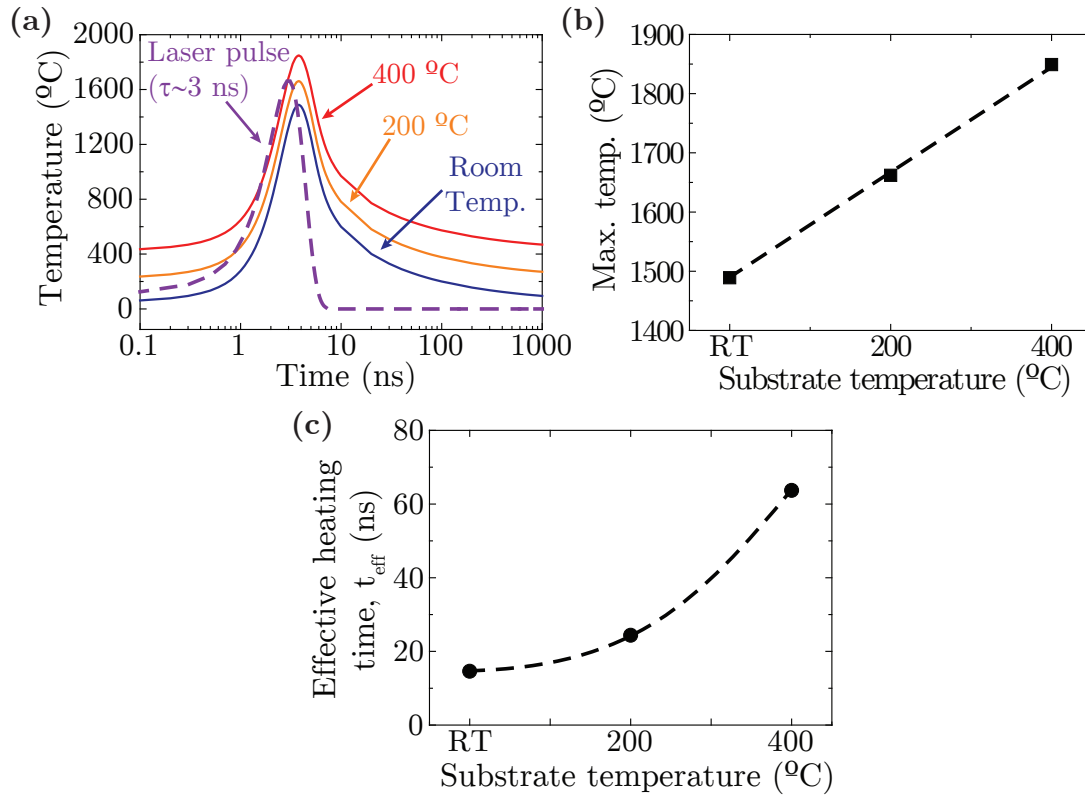 (a)
2000
1600
1200
800
400
0
Temperature (ºC)
Laser pulse
(τ~3 ns)
400 ºC
200 ºC
Room
Temp.
0.1 1 10 100 1000
Time (ns)
(b)
1900
1800
1700
1600
1500
1400
Max. temp. (ºC)
RT 200 400
Substrate temperature (ºC)
(c)
80
60
40
20
0
Effective heating
time, t_eff (ns)
RT 200 400
Substrate temperature (ºC)